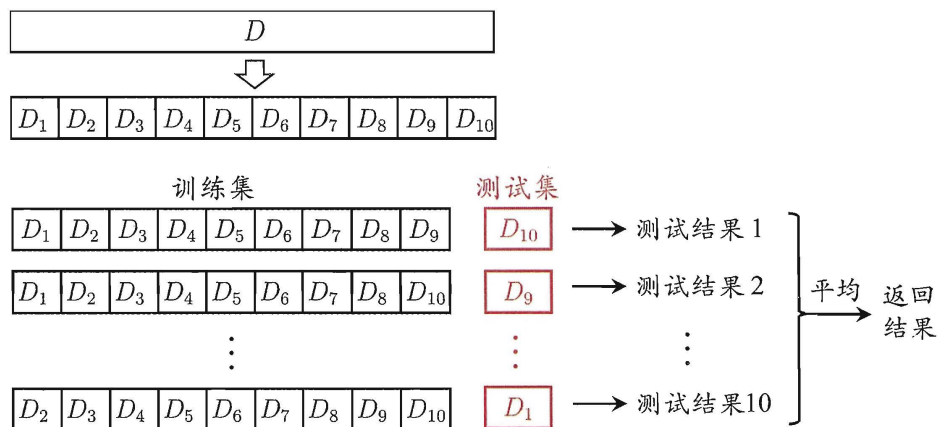 D
D₁ D₂ D₃ D₄ D₅ D₆ D₇ D₈ D₉ D₁₀
训练集 测试集
D₁ D₂ D₃ D₄ D₅ D₆ D₇ D₈ D₉ D₁₀ 测试结果1
D₁ D₂ D₃ D₄ D₅ D₆ D₇ D₈ D₁₀ D₉ 测试结果2
平均 返回
结果
D₂ D₃ D₄ D₅ D₆ D₇ D₈ D₉ D₁₀ D₁ 测试结果10